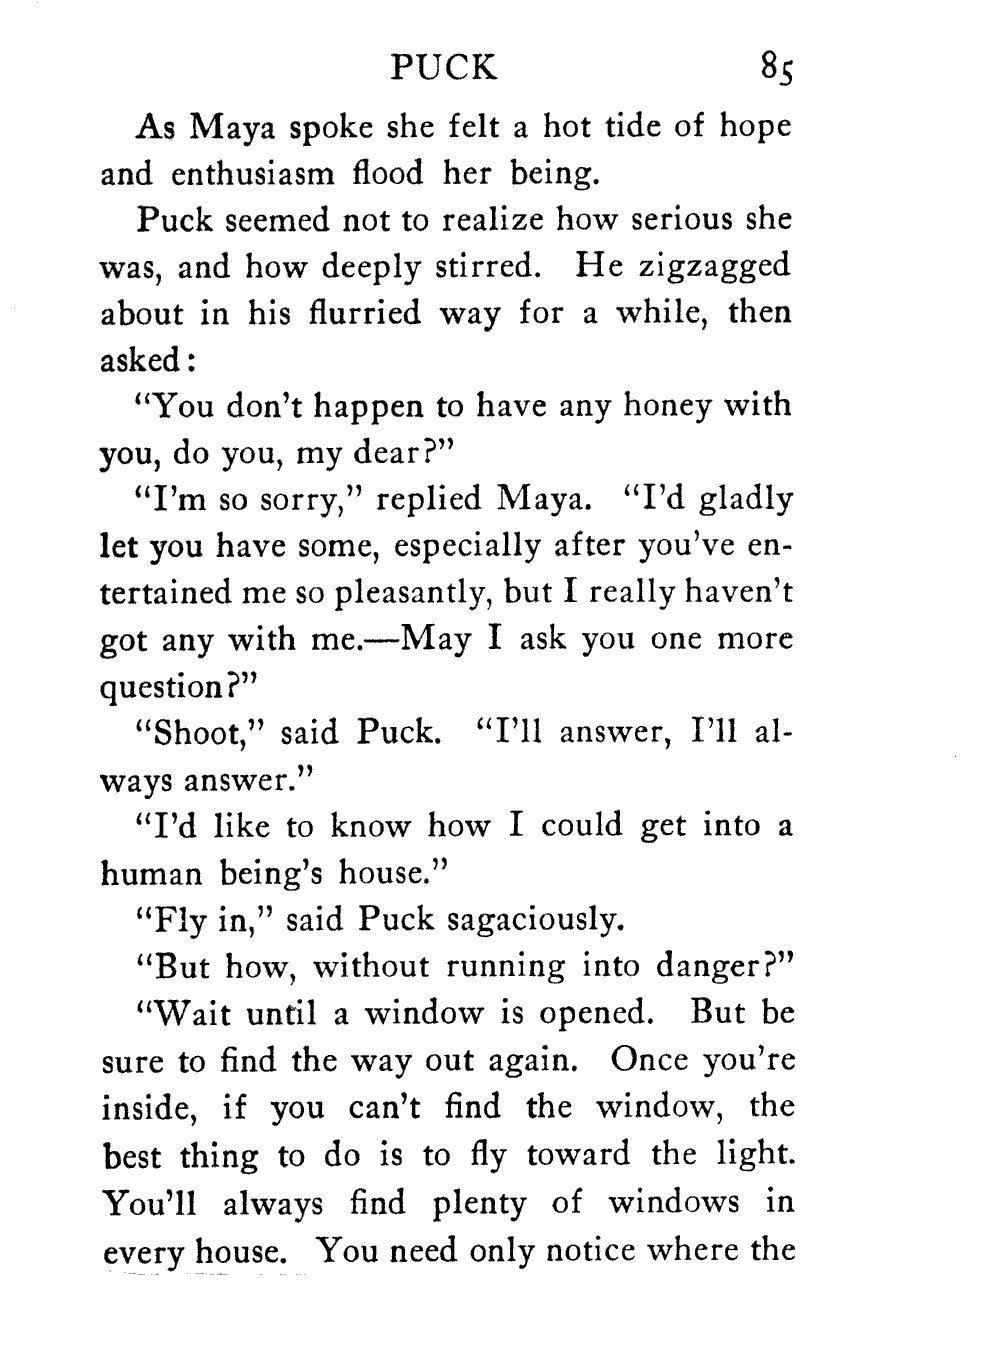 PUCK 85
As Maya spoke she felt a hot tide of hope
and enthusiasm flood her being.
Puck seemed not to realize how serious she
was, and how deeply stirred. He zigzagged
about in his flurried way for a while, then
asked:
“You don’t happen to have any honey with
you, do you, my dear?”
“I’m so sorry,” replied Maya. “I’d gladly
let you have some, especially after you’ve en-
tertained me so pleasantly, but I really haven’t
got any with me.—May I ask you one more
question?”
“Shoot,” said Puck. “I’ll answer, I’ll al-
ways answer.”
“I’d like to know how I could get into a
human being’s house.”
“Fly in,” said Puck sagaciously.
“But how, without running into danger?”
“Wait until a window is opened. But be
sure to find the way out again. Once you’re
inside, if you can’t find the window, the
best thing to do is to fly toward the light.
You’ll always find plenty of windows in
every house. You need only notice where the